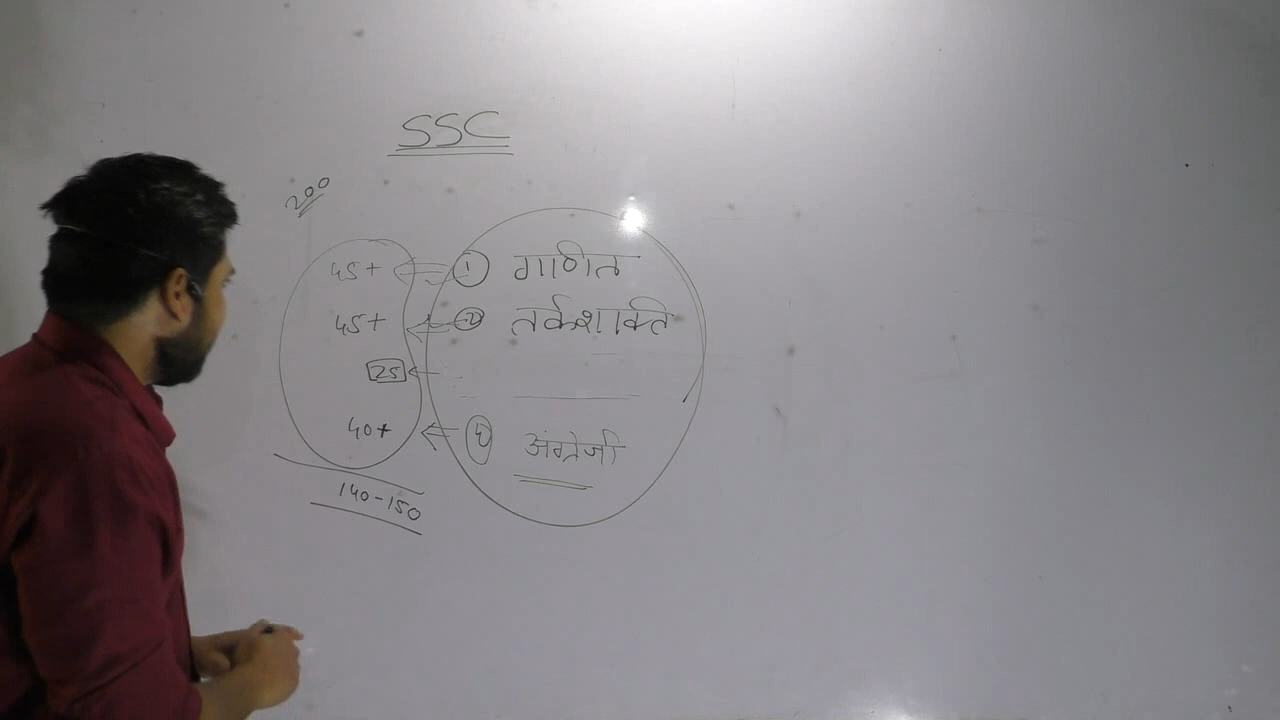 SSC
200
45+ ← ① गणित
45+ ← ② तर्कशक्ति
25 ←
40+ ← ④ अंग्रेजी
140-150